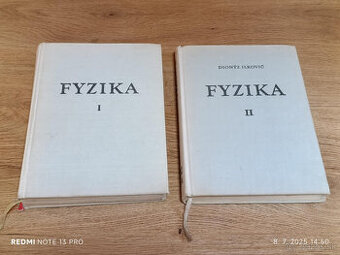 FYZIKA
I
DIONÝZ ILKOVIČ
FYZIKA
II
REDMI NOTE 13 PRO
8. 7. 2025 14:50